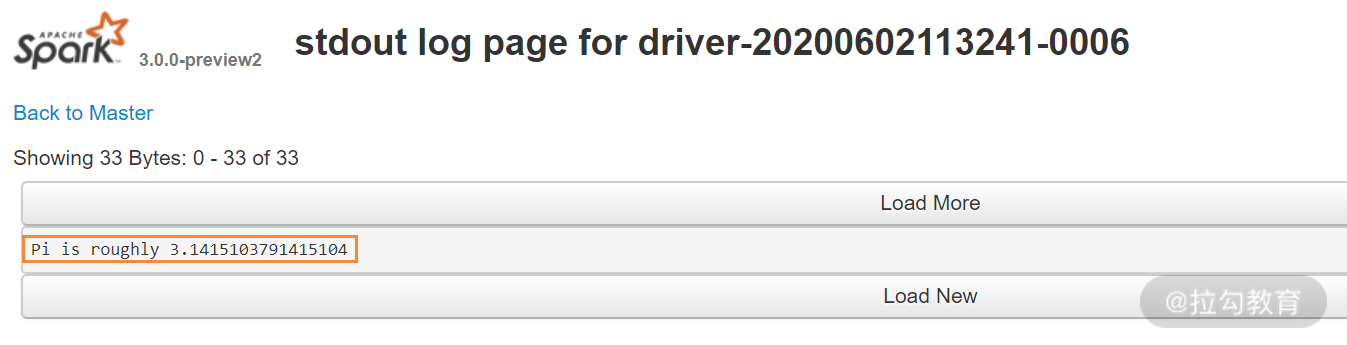 APACHE
Spark™ 3.0.0-preview2 stdout log page for driver-20200602113241-0006
Back to Master
Showing 33 Bytes: 0 - 33 of 33
Load More
Pi is roughly 3.1415103791415104
Load New
@拉勾教育